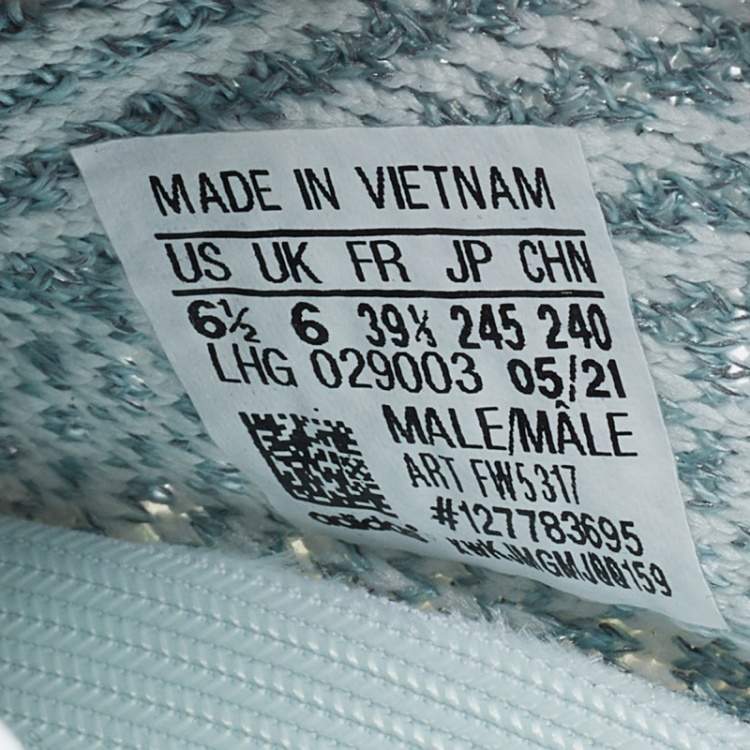 MADE IN VIETNAM
US UK FR JP CHN
6½ 6 39⅓ 245 240
LHG 029003 05/21
MALE/MÂLE
ART FW5317
#127783695
adidas